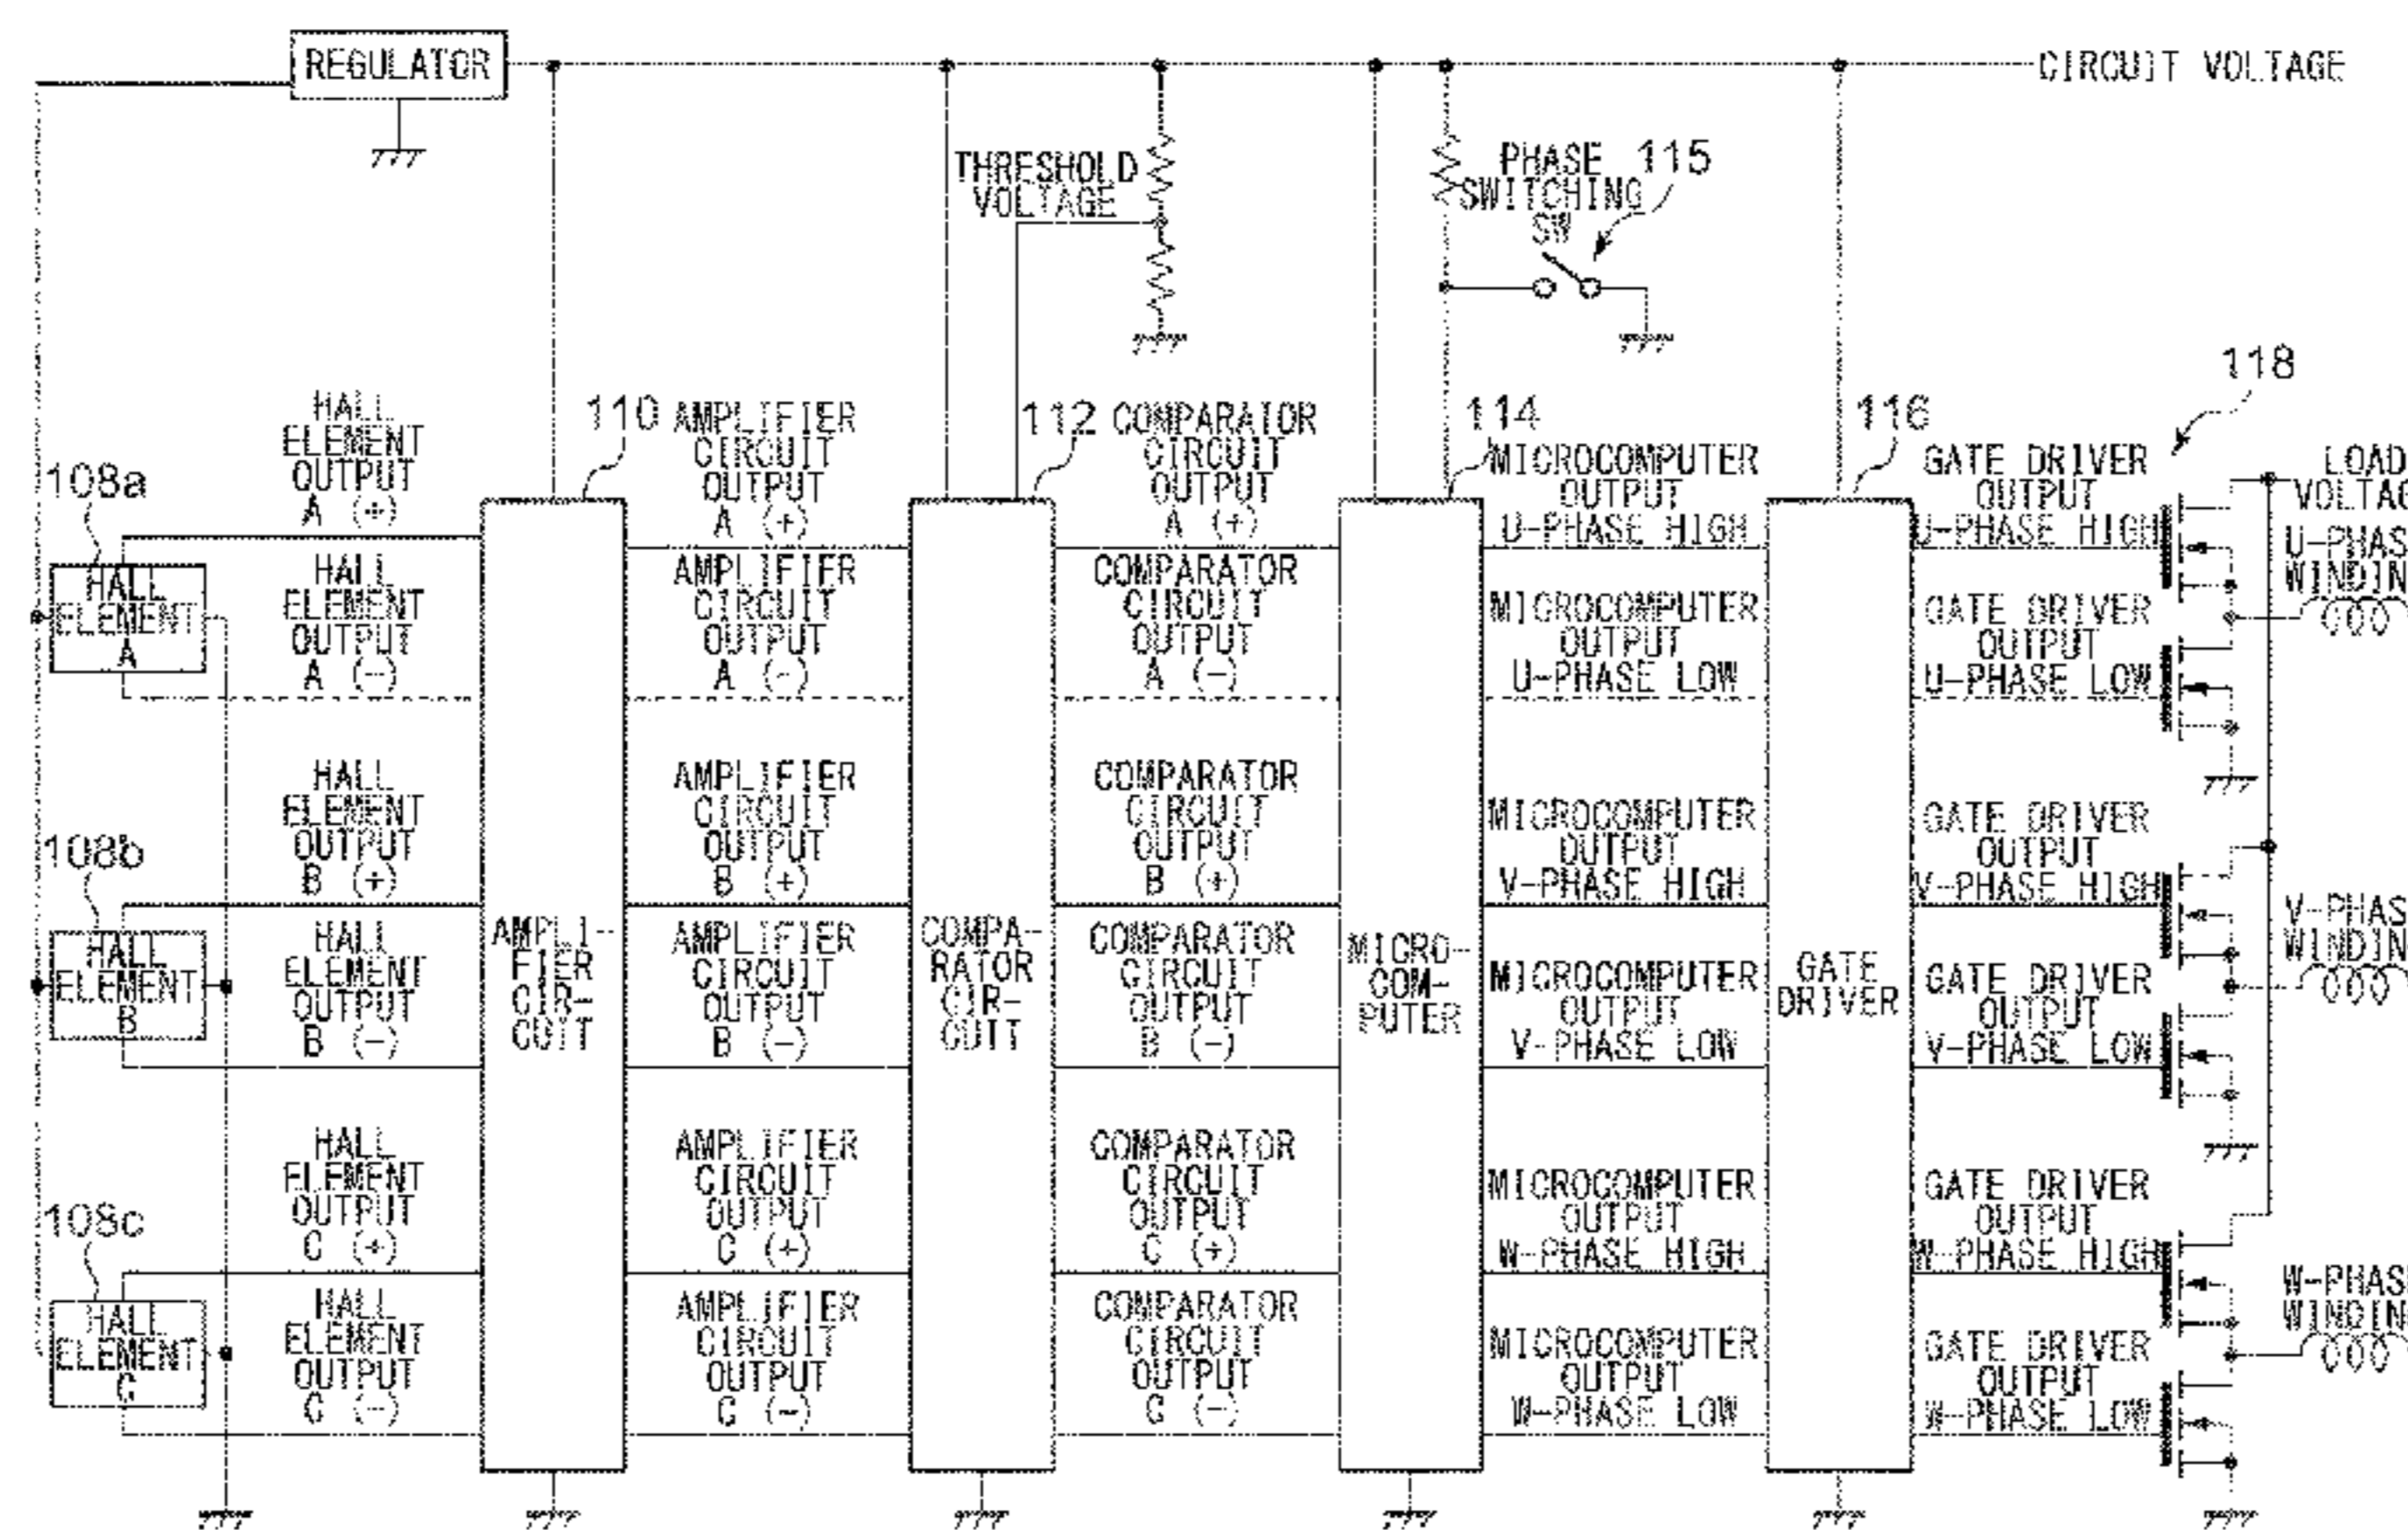 REGULATOR
CIRCUIT VOLTAGE
THRESHOLD
VOLTAGE
PHASE
SWITCHING
SW
115
118
110
112
114
116
108a
108b
108c
HALL
ELEMENT
OUTPUT
A (+)
HALL
ELEMENT
OUTPUT
A (-)
HALL
ELEMENT
OUTPUT
B (+)
HALL
ELEMENT
OUTPUT
B (-)
HALL
ELEMENT
OUTPUT
C (+)
HALL
ELEMENT
OUTPUT
C (-)
HALL
ELEMENT
A
HALL
ELEMENT
B
HALL
ELEMENT
C
AMPLI-
FIER
CIR-
CUIT
AMPLIFIER
CIRCUIT
OUTPUT
A (+)
AMPLIFIER
CIRCUIT
OUTPUT
A (-)
AMPLIFIER
CIRCUIT
OUTPUT
B (+)
AMPLIFIER
CIRCUIT
OUTPUT
B (-)
AMPLIFIER
CIRCUIT
OUTPUT
C (+)
AMPLIFIER
CIRCUIT
OUTPUT
C (-)
COMPA-
RATOR
CIR-
CUIT
COMPARATOR
CIRCUIT
OUTPUT
A (+)
COMPARATOR
CIRCUIT
OUTPUT
A (-)
COMPARATOR
CIRCUIT
OUTPUT
B (+)
COMPARATOR
CIRCUIT
OUTPUT
B (-)
COMPARATOR
CIRCUIT
OUTPUT
C (+)
COMPARATOR
CIRCUIT
OUTPUT
C (-)
MICRO-
COM-
PUTER
MICROCOMPUTER
OUTPUT
U-PHASE HIGH
MICROCOMPUTER
OUTPUT
U-PHASE LOW
MICROCOMPUTER
OUTPUT
V-PHASE HIGH
MICROCOMPUTER
OUTPUT
V-PHASE LOW
MICROCOMPUTER
OUTPUT
W-PHASE HIGH
MICROCOMPUTER
OUTPUT
W-PHASE LOW
GATE
DRIVER
GATE DRIVER
OUTPUT
U-PHASE HIGH
GATE DRIVER
OUTPUT
U-PHASE LOW
GATE DRIVER
OUTPUT
V-PHASE HIGH
GATE DRIVER
OUTPUT
V-PHASE LOW
GATE DRIVER
OUTPUT
W-PHASE HIGH
GATE DRIVER
OUTPUT
W-PHASE LOW
LOAD
VOLTAG
U-PHAS
WINDIN
V-PHAS
WINDIN
W-PHAS
WINDIN